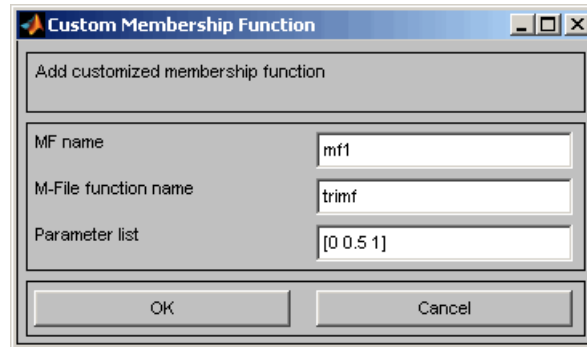 Custom Membership Function
Add customized membership function
MF name
mf1
M-File function name
trimf
Parameter list
[0 0.5 1]
OK
Cancel